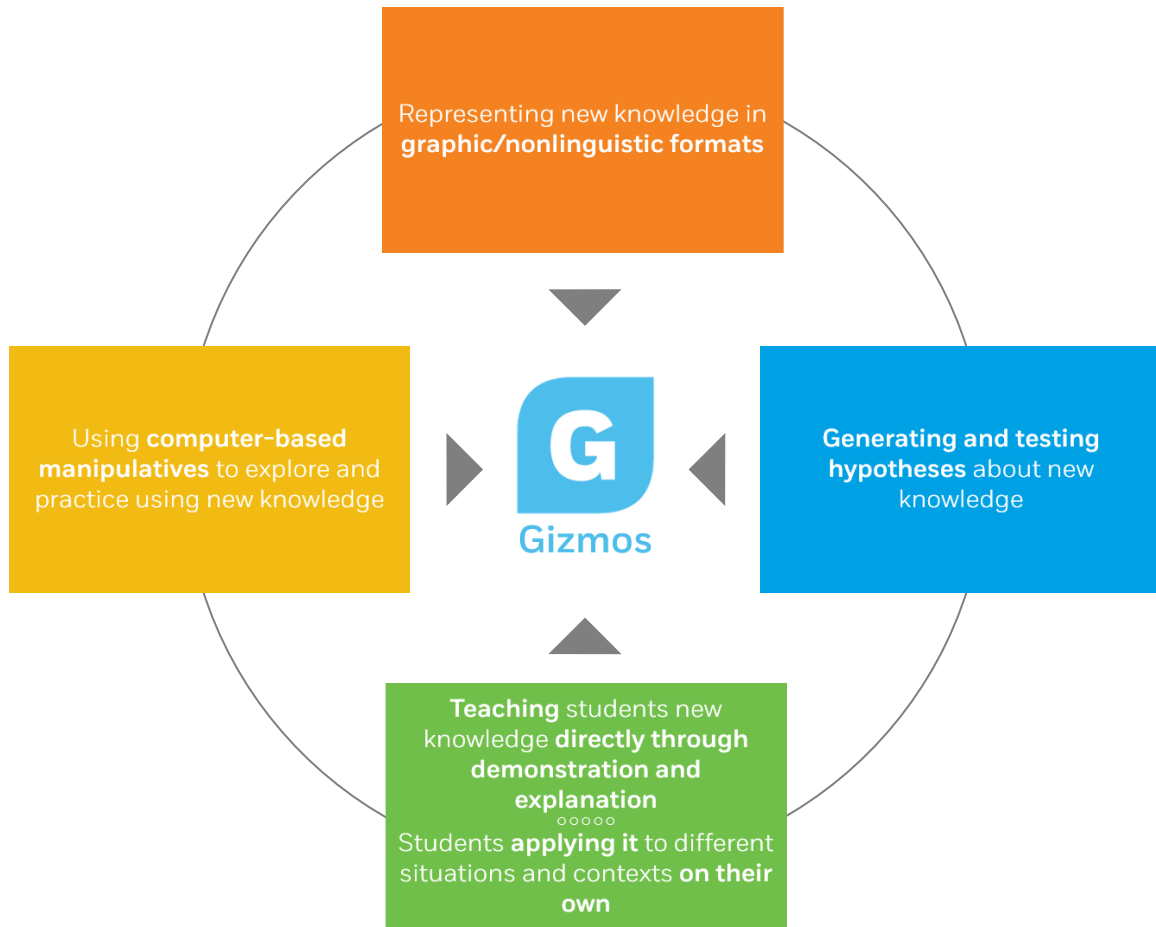 Representing new knowledge in
graphic/nonlinguistic formats
Using computer-based
manipulatives to explore and
practice using new knowledge
G
Gizmos
Generating and testing
hypotheses about new
knowledge
Teaching students new
knowledge directly through
demonstration and
explanation
Students applying it to different
situations and contexts on their
own